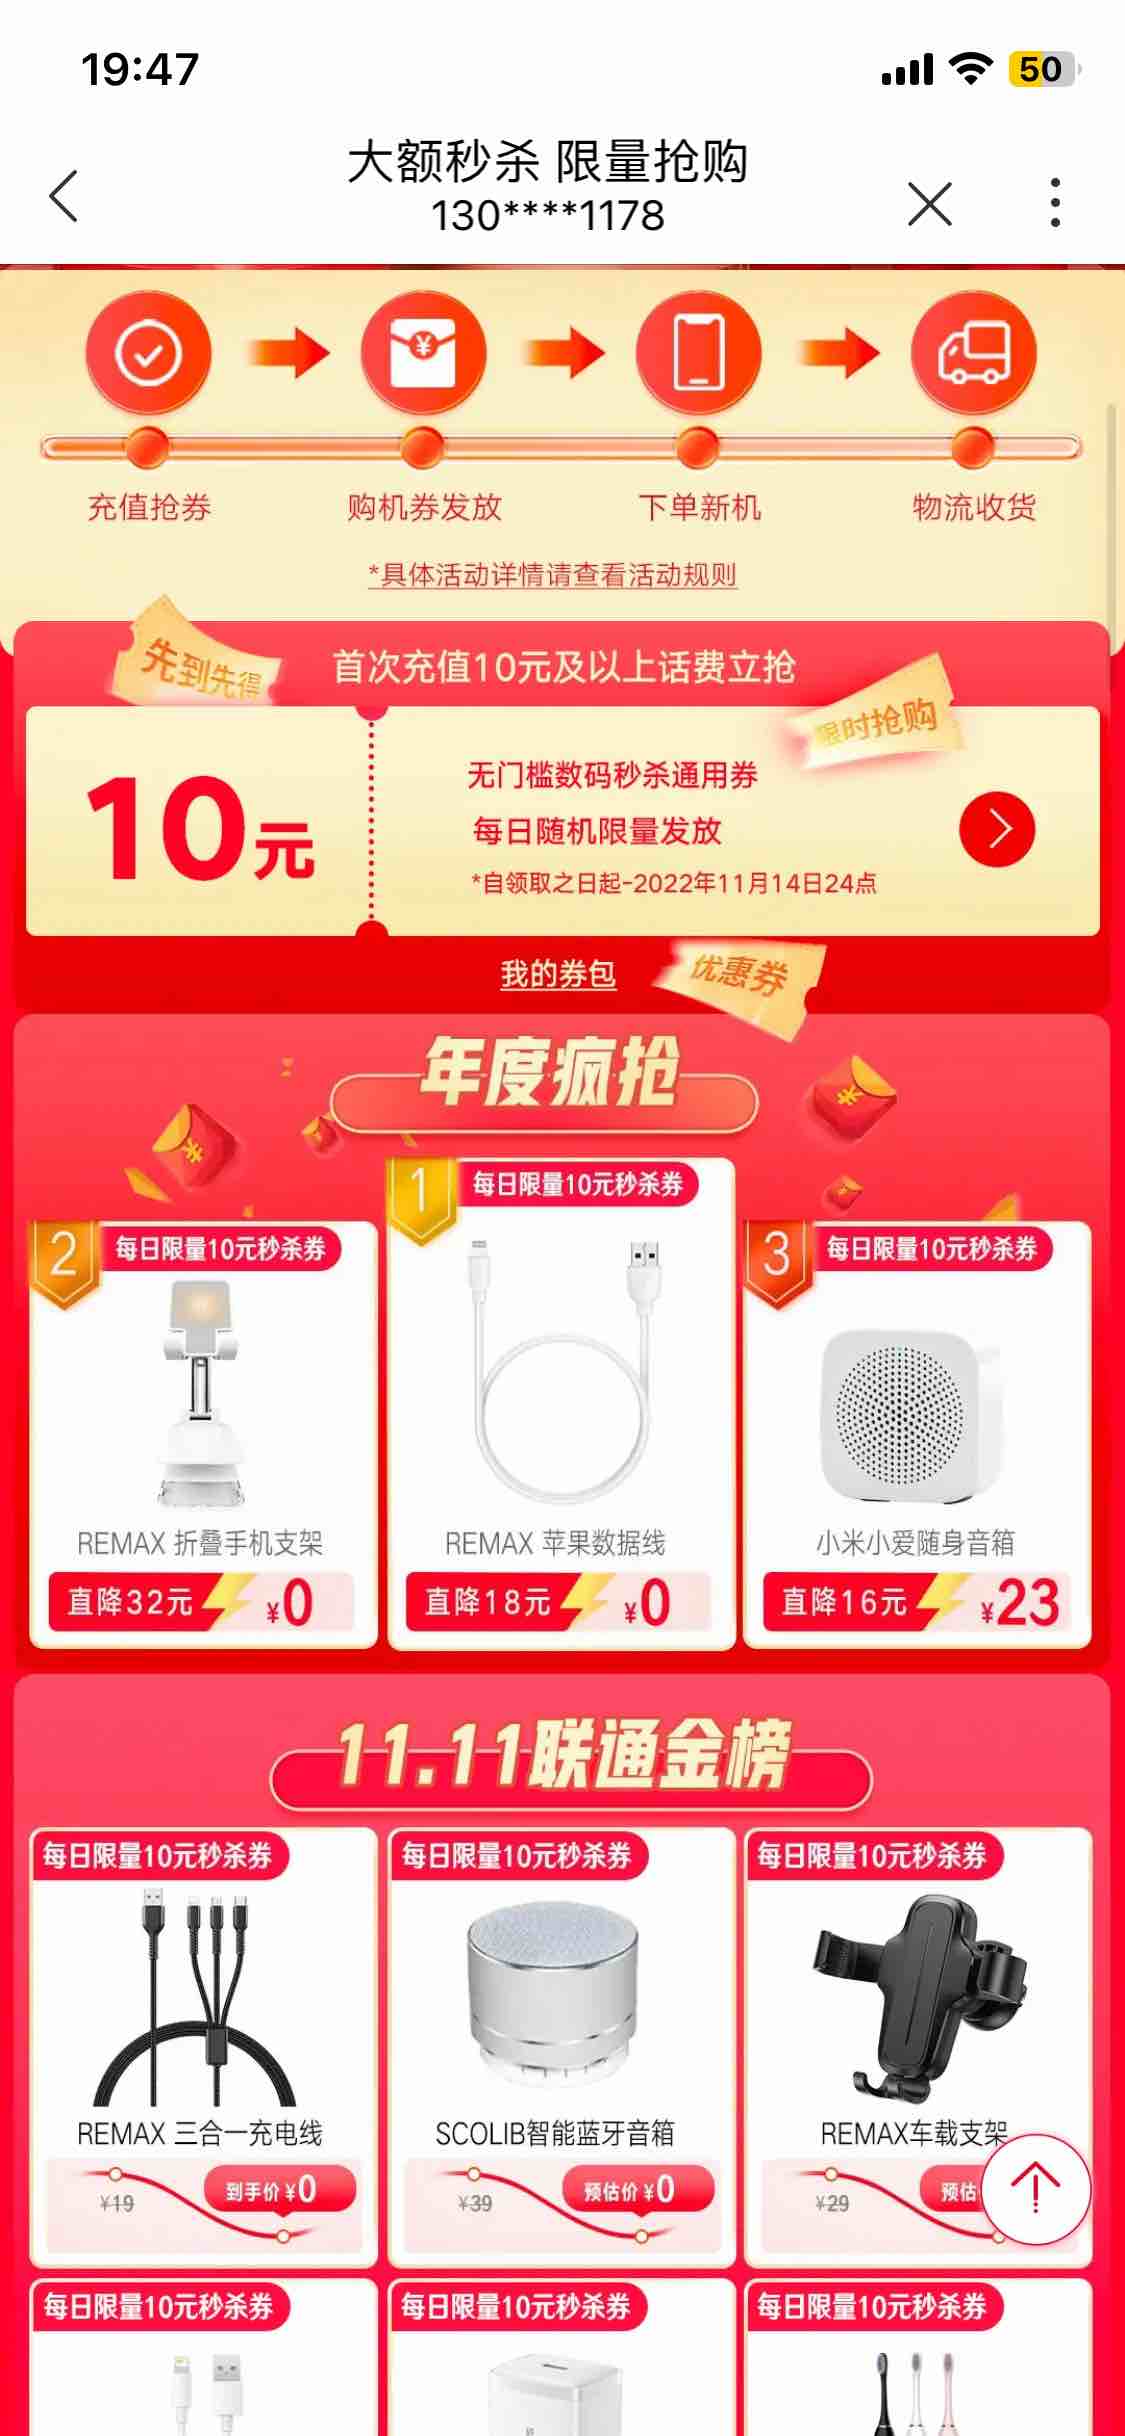 19:47
50
大额秒杀 限量抢购
130****1178
充值抢券
购机券发放
下单新机
物流收货
*具体活动详情请查看活动规则
先到先得
首次充值10元及以上话费立抢
限时抢购
10元
无门槛数码秒杀通用券
每日随机限量发放
*自领取之日起-2022年11月14日24点
我的券包
优惠券
年度疯抢
1
每日限量10元秒杀券
2
每日限量10元秒杀券
3
每日限量10元秒杀券
REMAX 折叠手机支架
REMAX 苹果数据线
小米小爱随身音箱
直降32元 ¥0
直降18元 ¥0
直降16元 ¥23
11.11联通金榜
每日限量10元秒杀券
每日限量10元秒杀券
每日限量10元秒杀券
REMAX 三合一充电线
SCOLIB智能蓝牙音箱
REMAX车载支架
¥19
到手价¥0
¥39
预估价¥0
¥29
预估
每日限量10元秒杀券
每日限量10元秒杀券
每日限量10元秒杀券